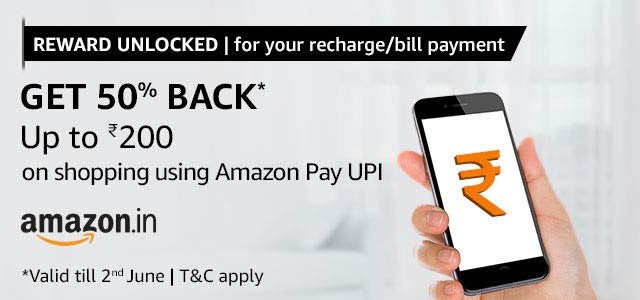 REWARD UNLOCKED | for your recharge/bill payment
GET 50% BACK*
Up to ₹200
on shopping using Amazon Pay UPI
₹
amazon.in
*Valid till 2nd June | T&C apply